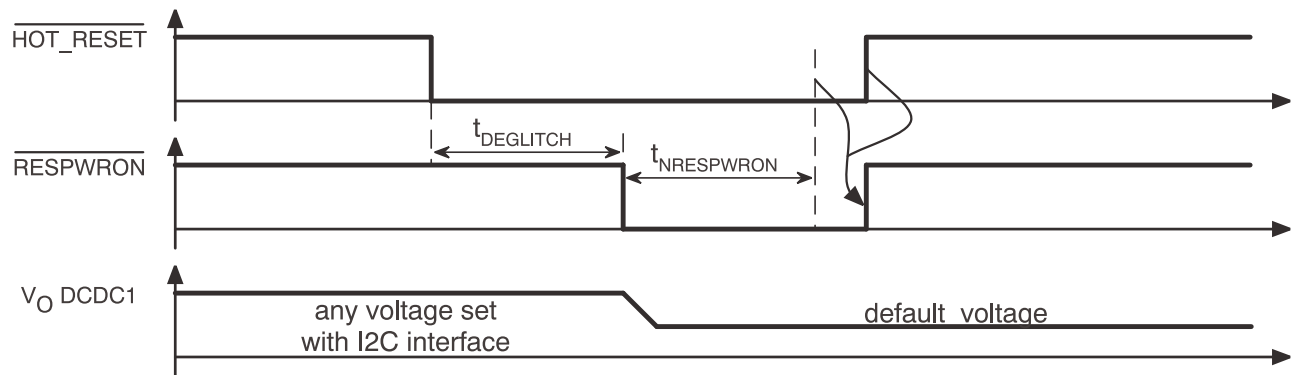 HOT_RESET
tDEGLITCH
RESPWRON
tNRESPWRON
VO DCDC1
any voltage set
with I2C interface
default voltage